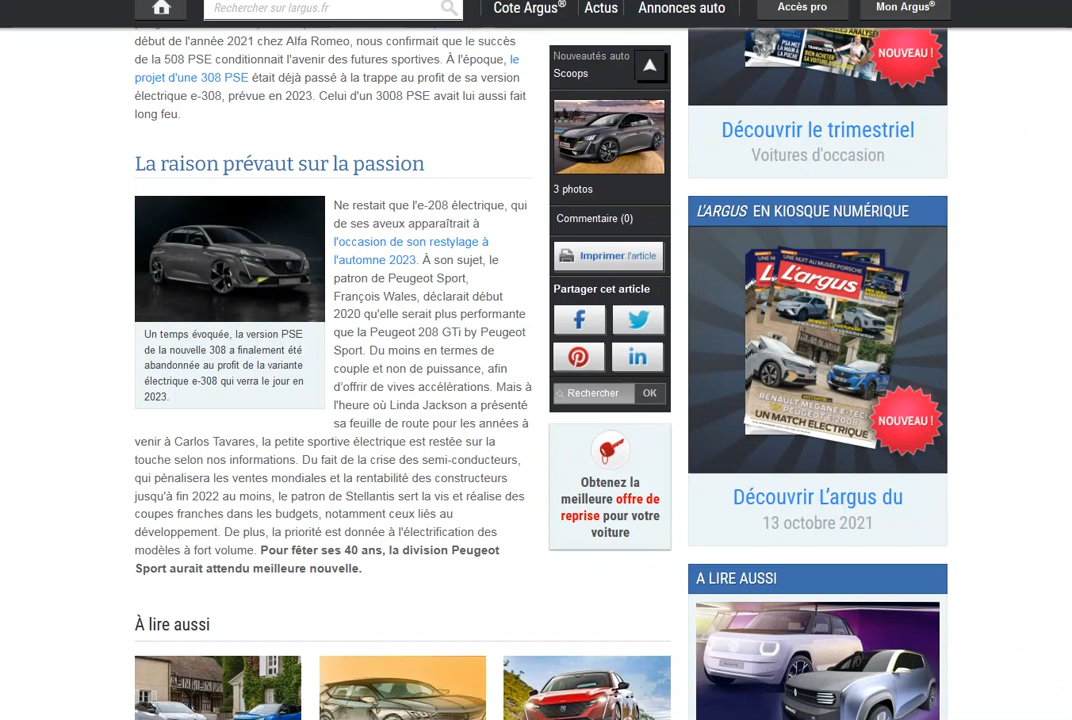 Rechercher sur largus.fr
Cote Argus®
Actus
Annonces auto
Accès pro
Mon Argus®
début de l'année 2021 chez Alfa Romeo, nous confirmait que le succès
de la 508 PSE conditionnait l'avenir des futures sportives. À l'époque, le
projet d'une 308 PSE était déjà passé à la trappe au profit de sa version
électrique e-308, prévue en 2023. Celui d'un 3008 PSE avait lui aussi fait
long feu.
La raison prévaut sur la passion
Un temps évoquée, la version PSE
de la nouvelle 308 a finalement été
abandonnée au profit de la variante
électrique e-308 qui verra le jour en
2023.
Ne restait que l'e-208 électrique, qui
de ses aveux apparaîtrait à
l'occasion de son restylage à
l'automne 2023. À son sujet, le
patron de Peugeot Sport,
François Wales, déclarait début
2020 qu'elle serait plus performante
que la Peugeot 208 GTi by Peugeot
Sport. Du moins en termes de
couple et non de puissance, afin
d'offrir de vives accélérations. Mais à
l'heure où Linda Jackson a présenté
sa feuille de route pour les années à
venir à Carlos Tavares, la petite sportive électrique est restée sur la
touche selon nos informations. Du fait de la crise des semi-conducteurs,
qui pénalisera les ventes mondiales et la rentabilité des constructeurs
jusqu'à fin 2022 au moins, le patron de Stellantis sert la vis et réalise des
coupes franches dans les budgets, notamment ceux liés au
développement. De plus, la priorité est donnée à l'électrification des
modèles à fort volume. Pour fêter ses 40 ans, la division Peugeot
Sport aurait attendu meilleure nouvelle.
À lire aussi
Nouveautés auto
Scoops
3 photos
Commentaire (0)
Imprimer l'article
Partager cet article
Rechercher
OK
Obtenez la
meilleure offre de
reprise pour votre
voiture
NOUVEAU !
Découvrir le trimestriel
Voitures d'occasion
L'ARGUS EN KIOSQUE NUMÉRIQUE
L'argus
RENAULT MEGANE E-TECH
UN MATCH ELECTRIQUE
NOUVEAU !
Découvrir L'argus du
13 octobre 2021
A LIRE AUSSI